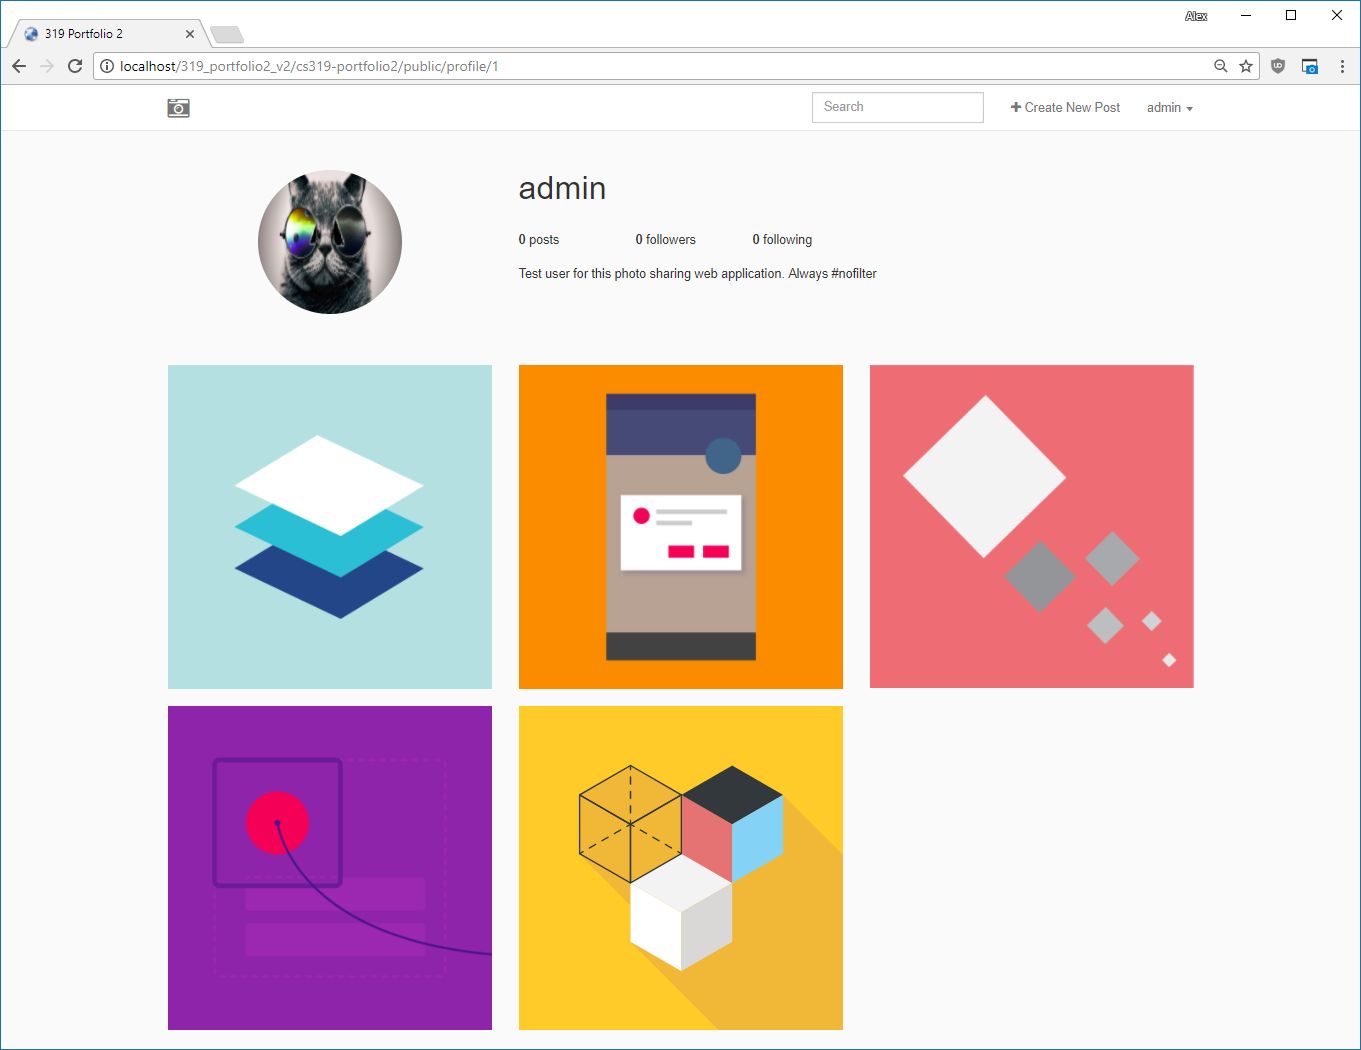 Alex
319 Portfolio 2
localhost/319_portfolio2_v2/cs319-portfolio2/public/profile/1
Search
Create New Post
admin
admin
0 posts
0 followers
0 following
Test user for this photo sharing web application. Always #nofilter